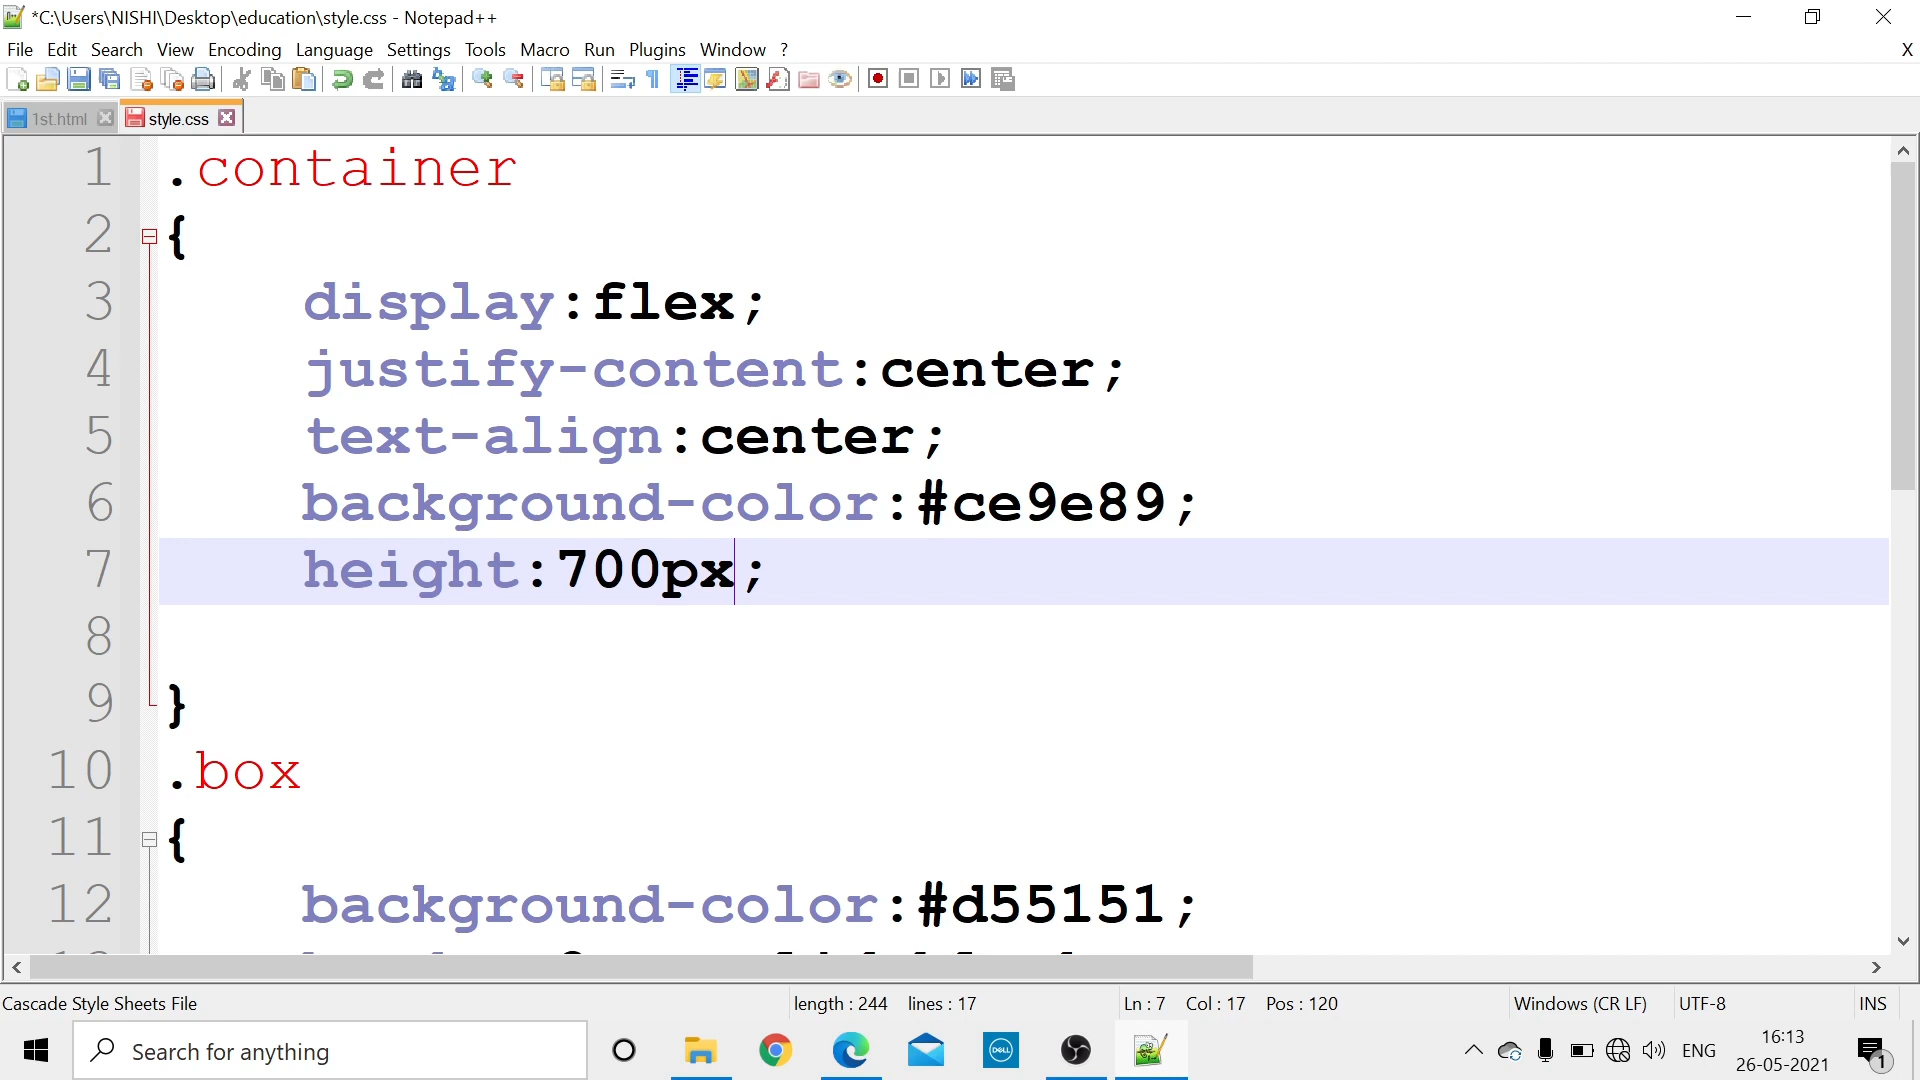 *C:\Users\NISHI\Desktop\education\style.css - Notepad++
File Edit Search View Encoding Language Settings Tools Macro Run Plugins Window ? X
1st.html style.css
1 .container
2 {
3 display:flex;
4 justify-content:center;
5 text-align:center;
6 background-color:#ce9e89;
7 height:700px;
8
9 }
10 .box
11 {
12 background-color:#d55151;
Cascade Style Sheets File length : 244 lines : 17 Ln : 7 Col : 17 Pos : 120 Windows (CR LF) UTF-8 INS
Search for anything DELL ENG 16:13
26-05-2021 1